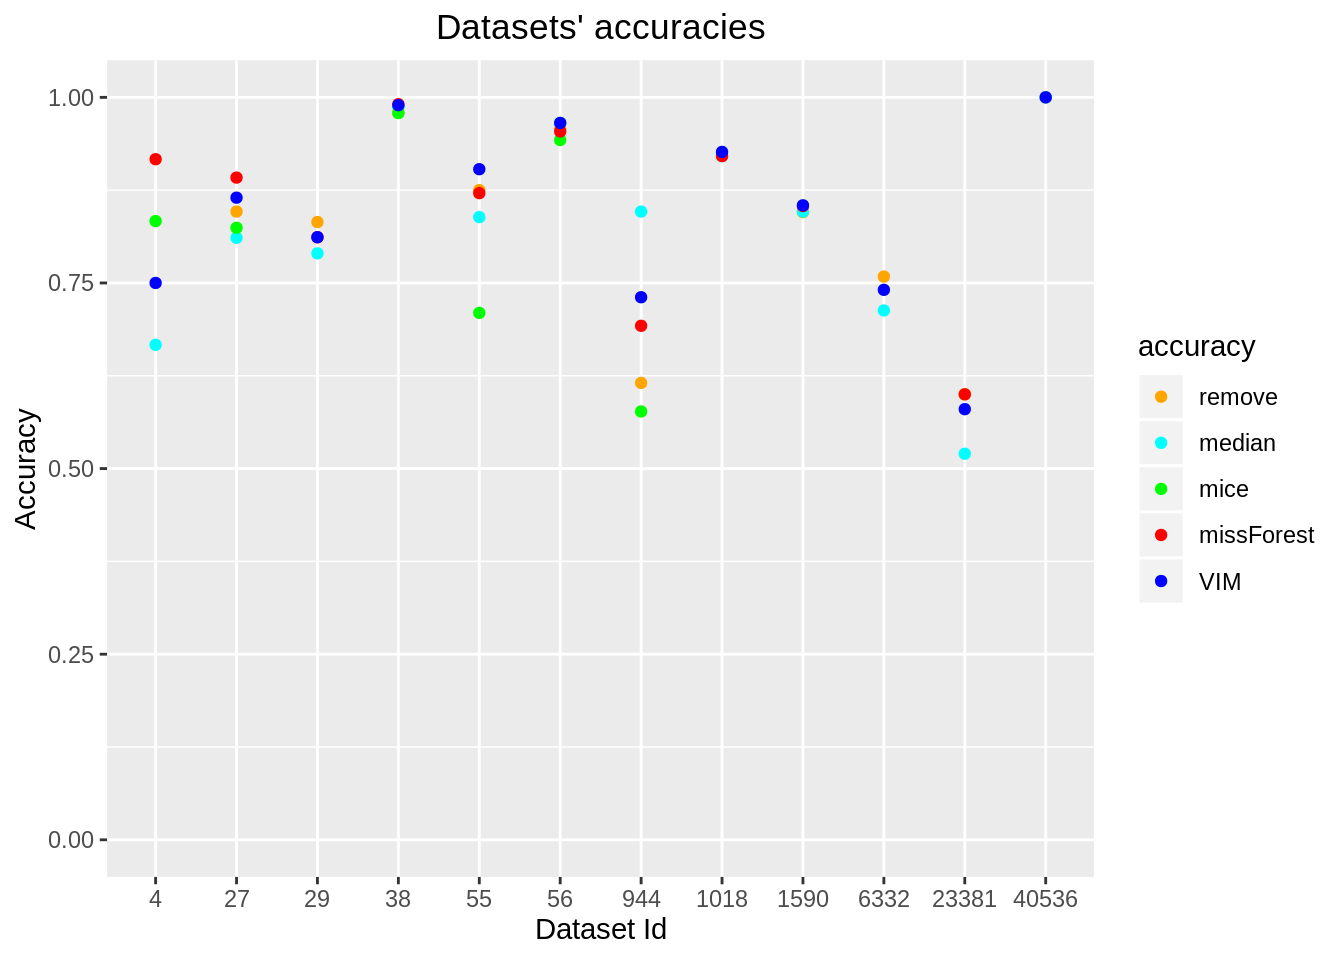 Datasets' accuracies
Accuracy
1.00
0.75
0.50
0.25
0.00
4 27 29 38 55 56 944 1018 1590 6332 23381 40536
Dataset Id
accuracy
remove
median
mice
missForest
VIM